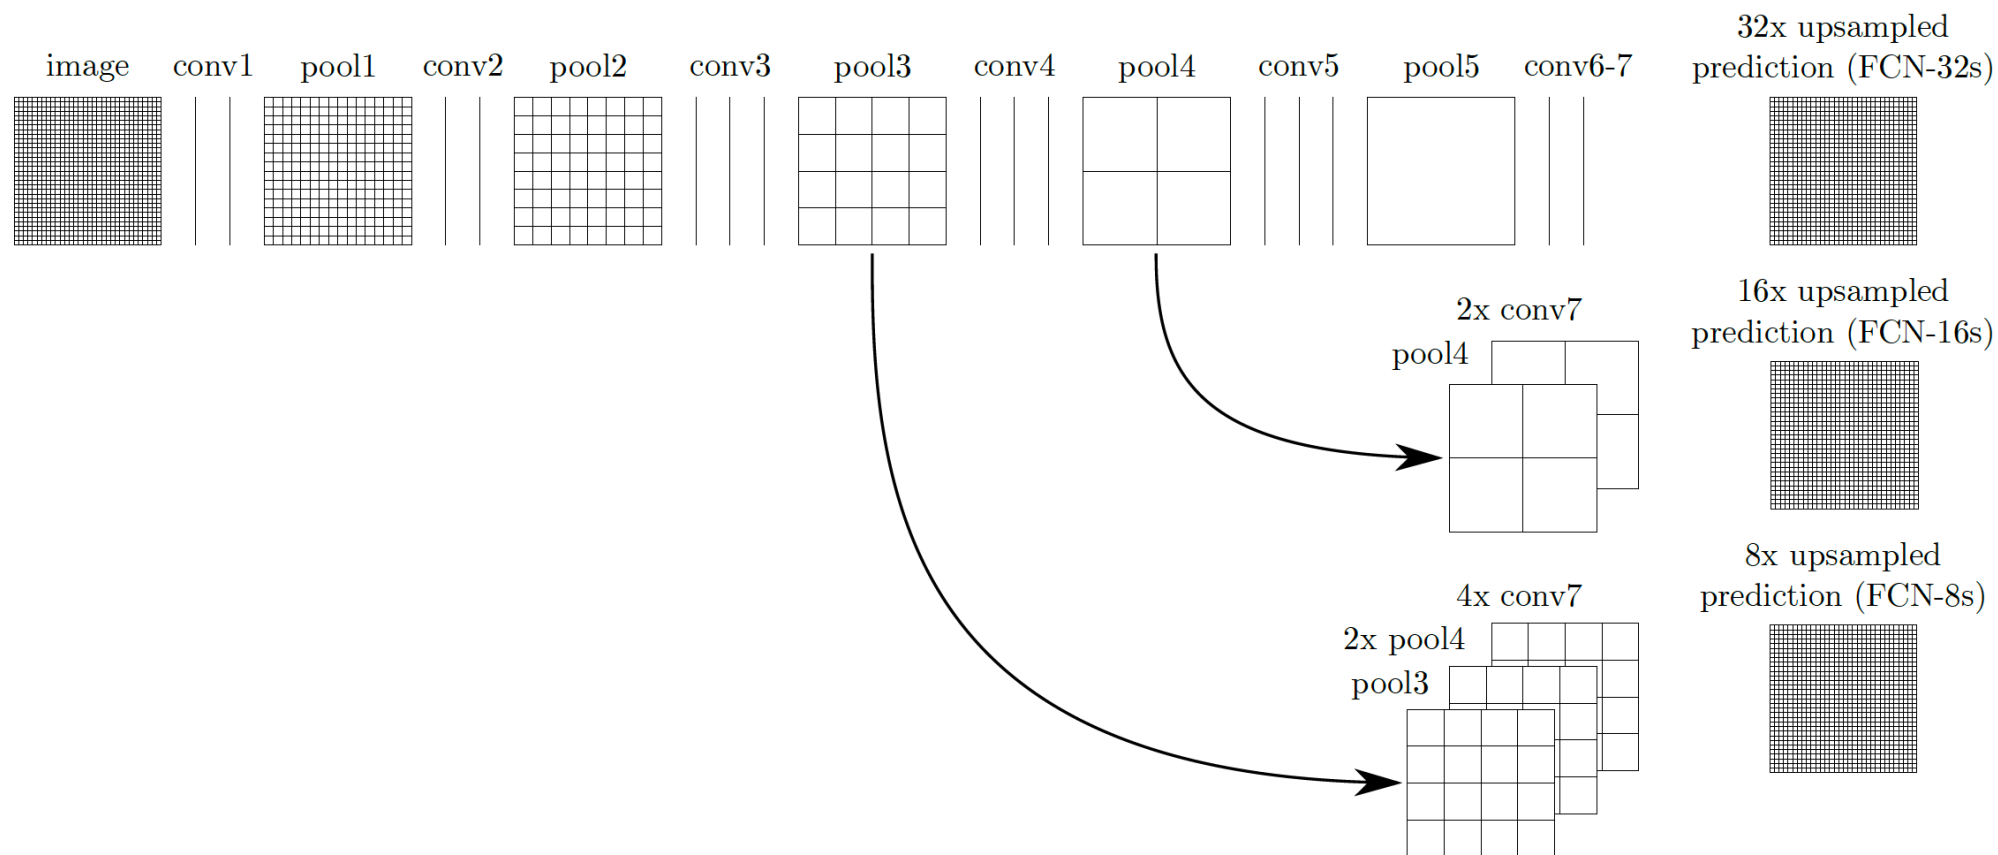 image
conv1
pool1
conv2
pool2
conv3
pool3
conv4
pool4
conv5
pool5
conv6-7
32x upsampled
prediction (FCN-32s)
2x conv7
pool4
16x upsampled
prediction (FCN-16s)
4x conv7
2x pool4
pool3
8x upsampled
prediction (FCN-8s)